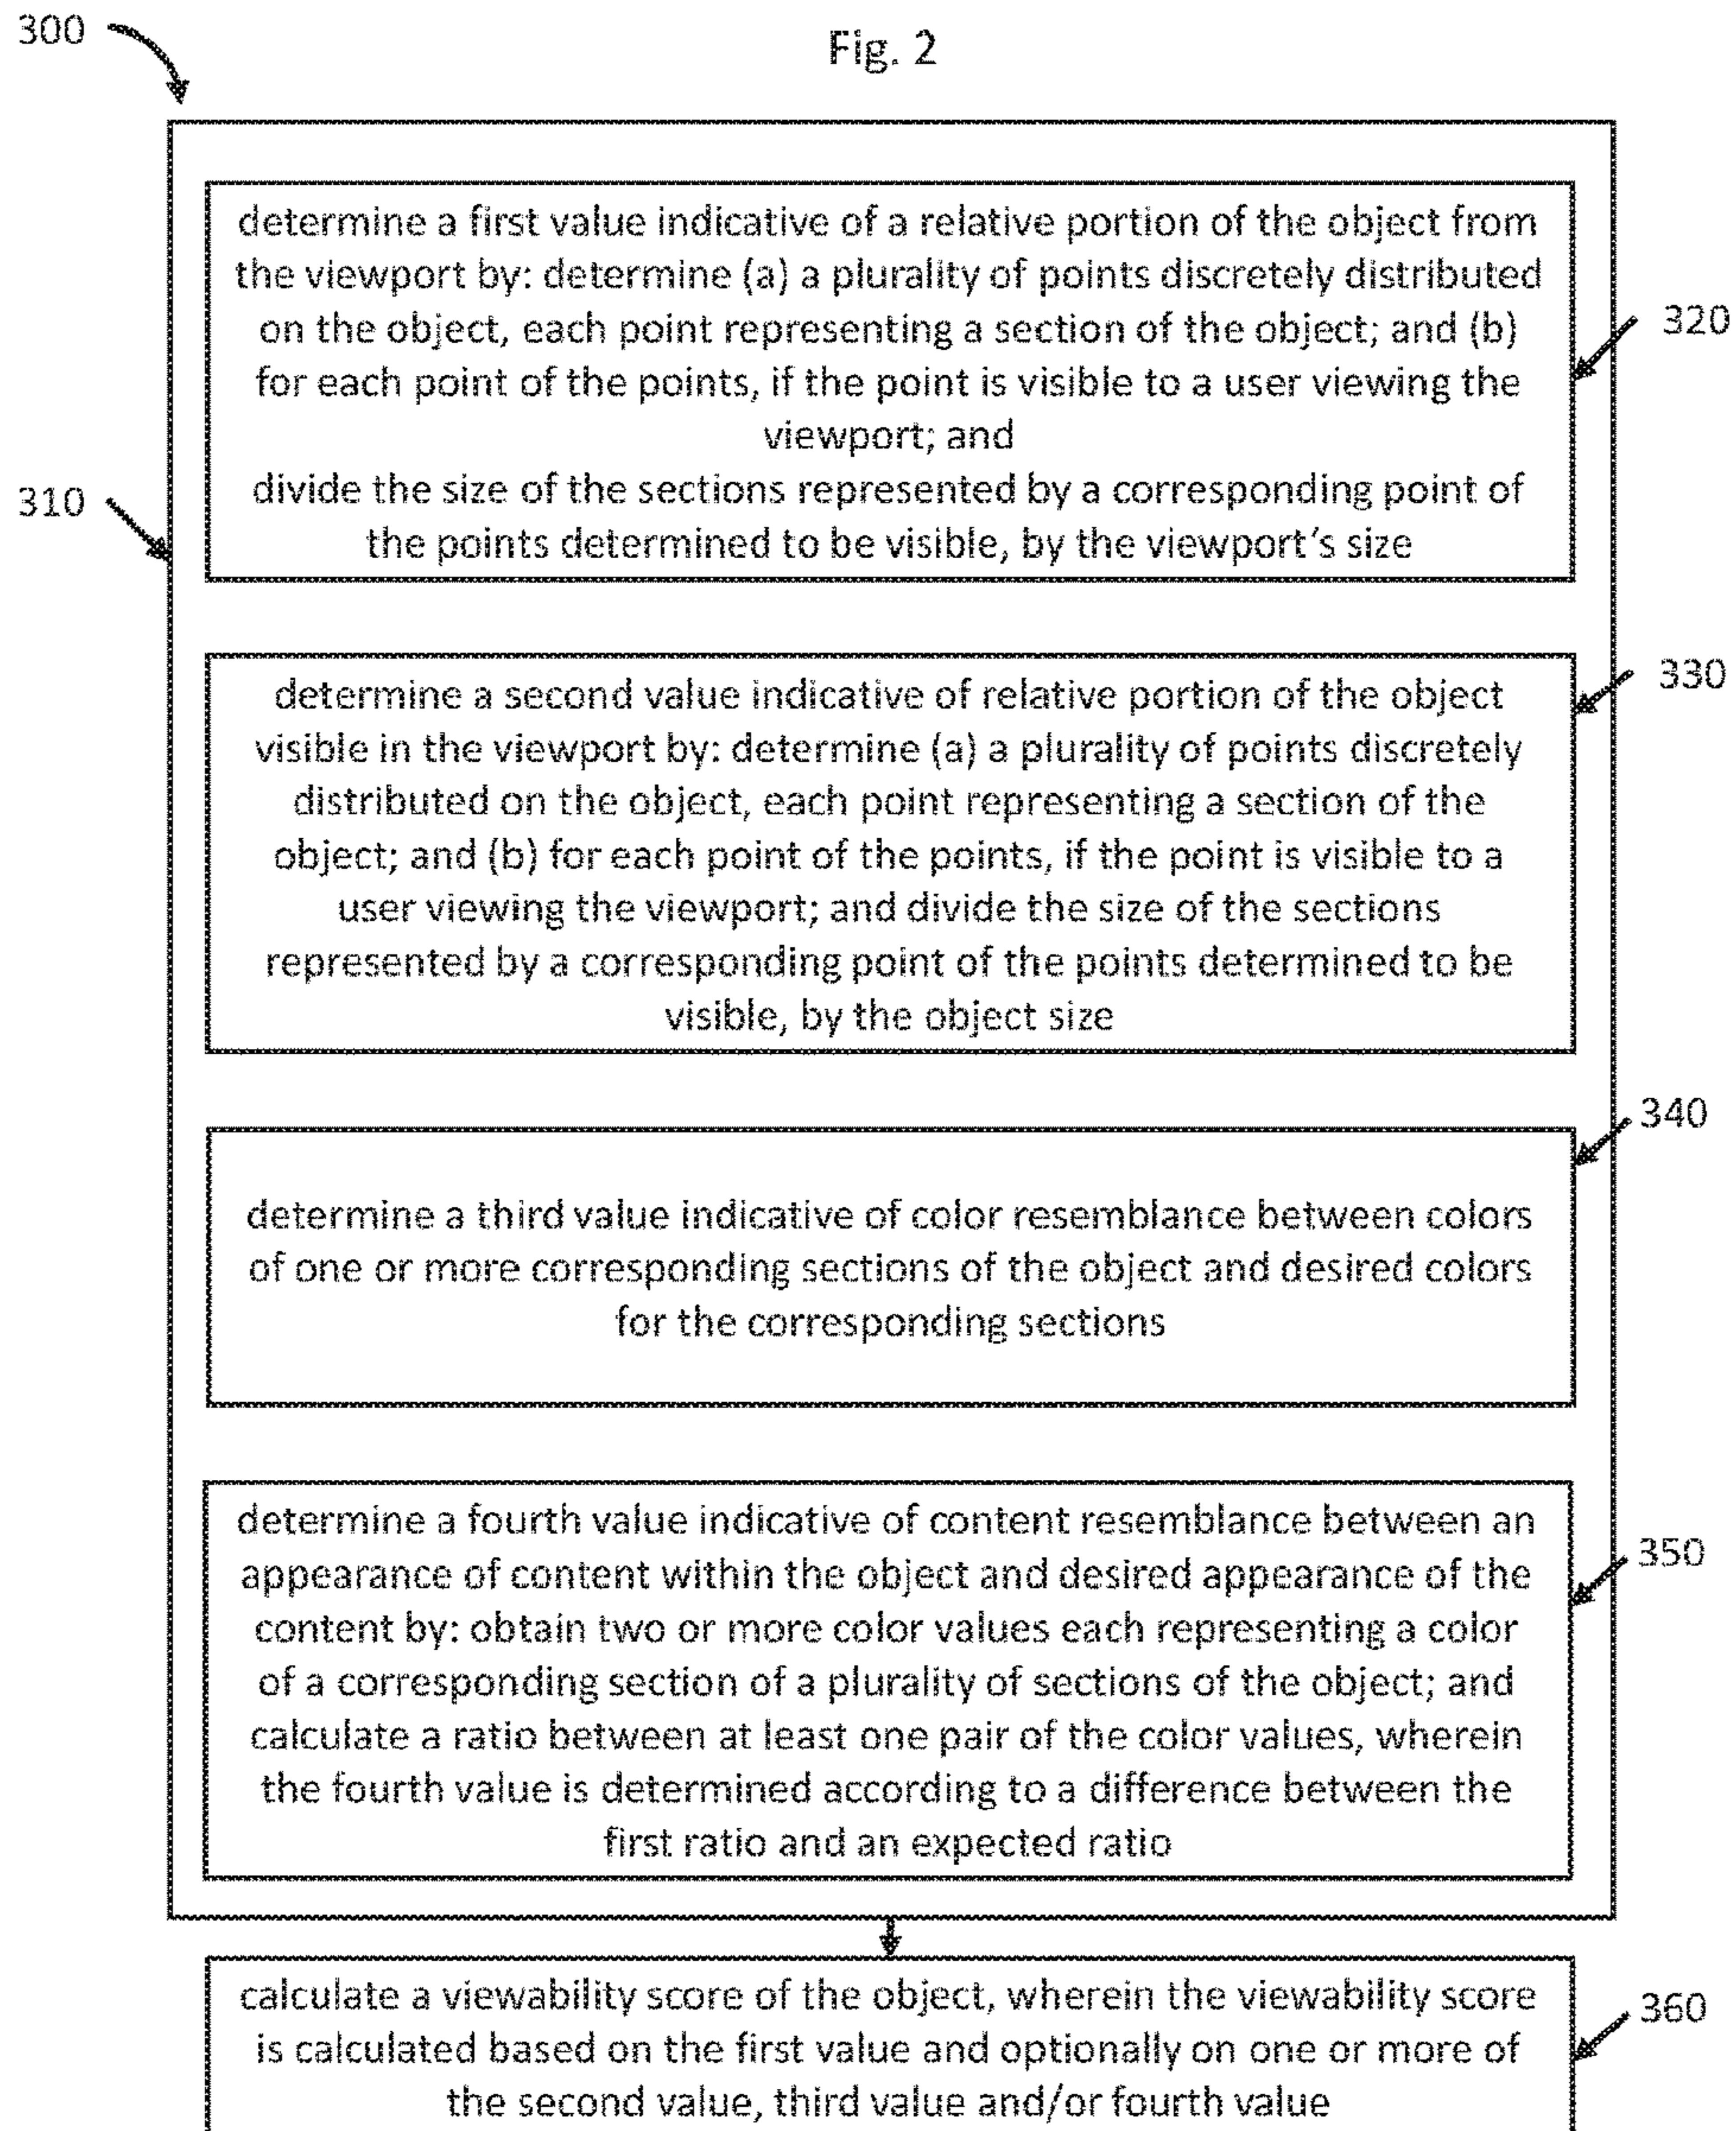 300
Fig. 2
determine a first value indicative of a relative portion of the object from
the viewport by: determine (a) a plurality of points discretely distributed
on the object, each point representing a section of the object; and (b)
320
for each point of the points, if the point is visible to a user viewing the
viewport; and
310
divide the size of the sections represented by a corresponding point of
the points determined to be visible, by the viewport's size
330
determine a second value indicative of relative portion of the object
visible in the viewport by: determine (a) a plurality of points discretely
distributed on the object, each point representing a section of the
object; and (b) for each point of the points, if the point is visible to a
user viewing the viewport; and divide the size of the sections
represented by a corresponding point of the points determined to be
visible, by the object size
340
determine a third value indicative of color resemblance between colors
of one or more corresponding sections of the object and desired colors
for the corresponding sections
determine a fourth value indicative of content resemblance between an
350
appearance of content within the object and desired appearance of the
content by: obtain two or more color values each representing a color
of a corresponding section of a plurality of sections of the object; and
calculate a ratio between at least one pair of the color values, wherein
the fourth value is determined according to a difference between the
first ratio and an expected ratio
calculate a viewability score of the object, wherein the viewability score
360
is calculated based on the first value and optionally on one or more of
the second value, third value and/or fourth value